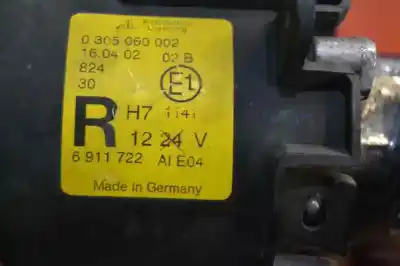 0 305 060 002
16.04 02 02 B
824
30
E1
R
H7
12 24 V
6 911 722 AI E04
Made in Germany